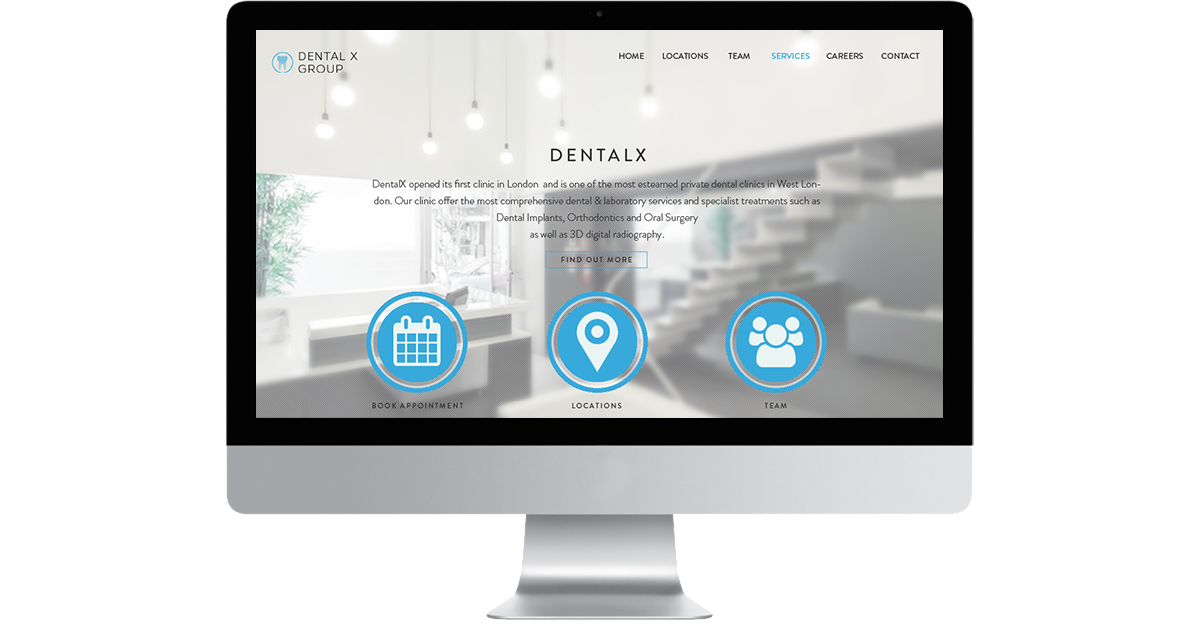 DENTAL X
GROUP
HOME LOCATIONS TEAM SERVICES CAREERS CONTACT
DENTALX
DentalX opened its first clinic in London and is one of the most esteamed private dental clinics in West Lon-
don. Our clinic offer the most comprehensive dental & laboratory services and specialist treatments such as
Dental Implants, Orthodontics and Oral Surgery
as well as 3D digital radiography.
FIND OUT MORE
BOOK APPOINTMENT LOCATIONS TEAM